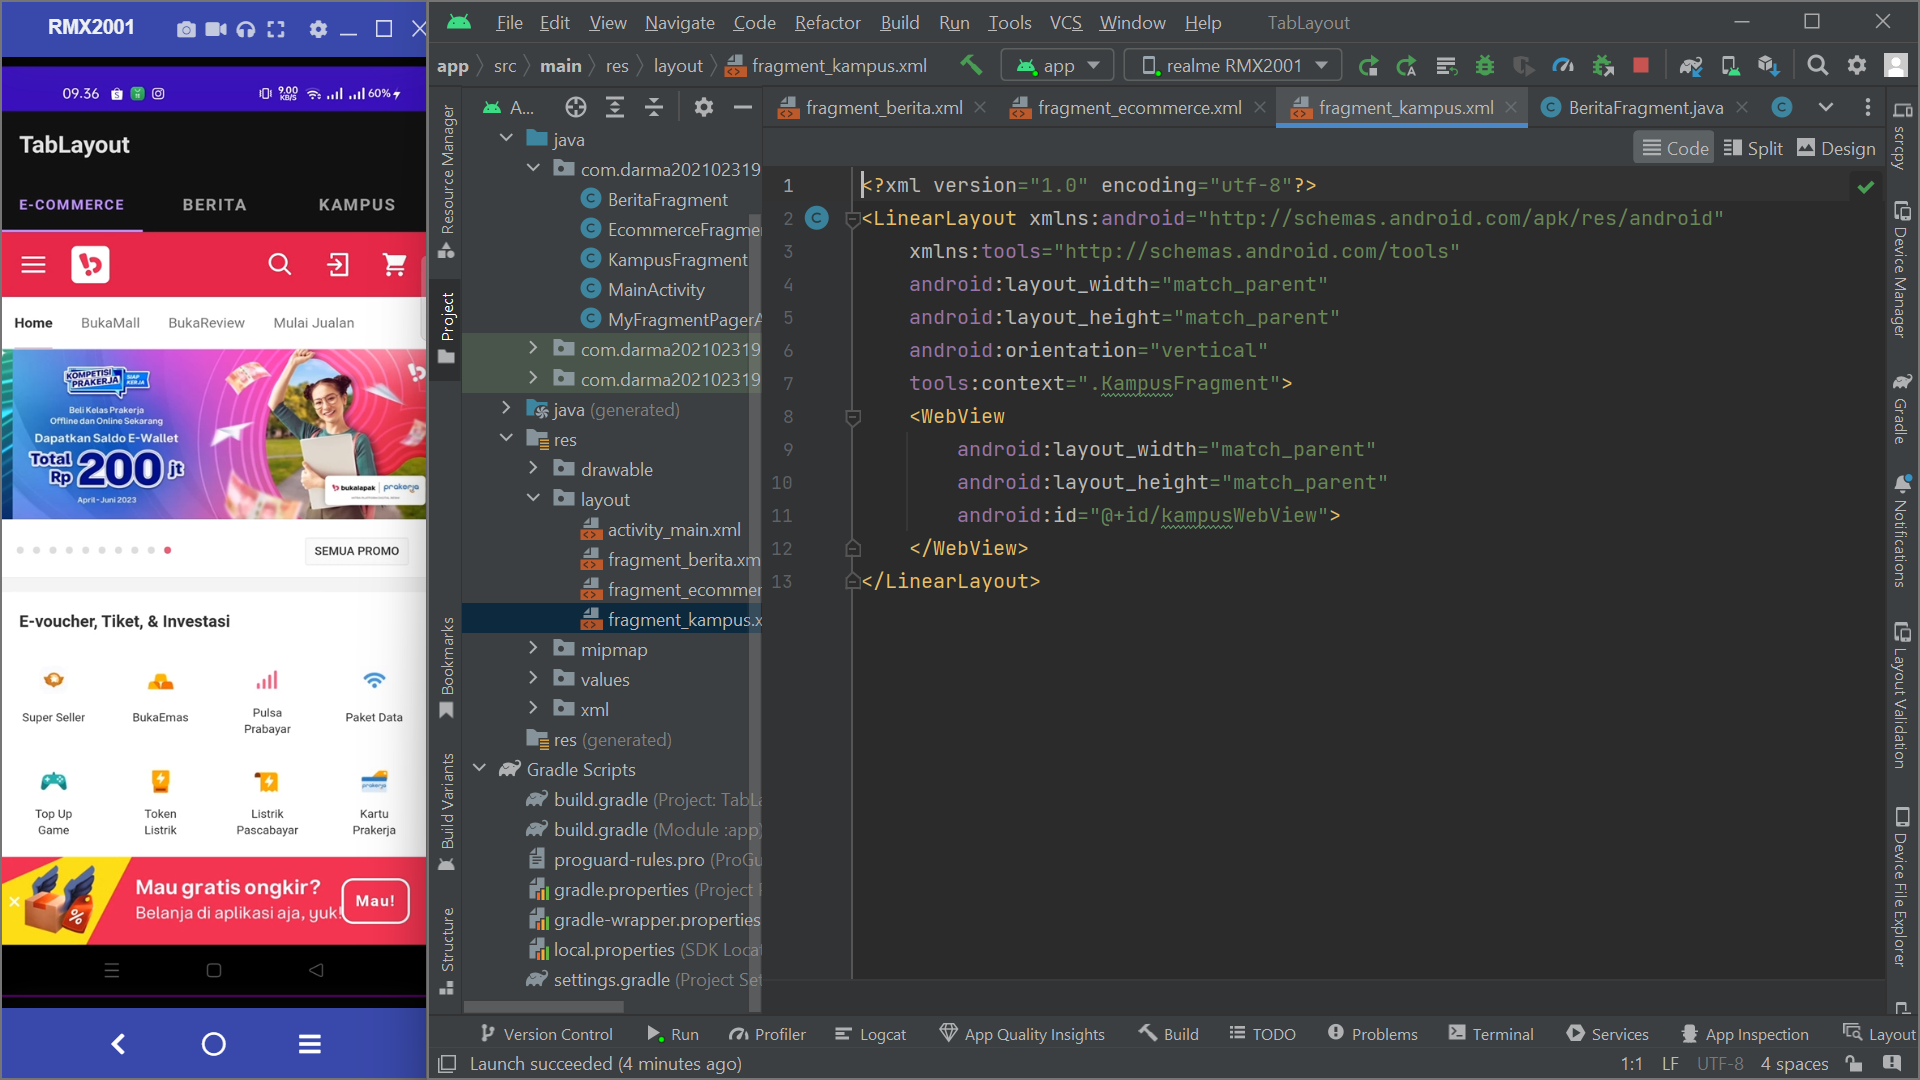 RMX2001
09.36
9.00 KB/S
60%
TabLayout
E-COMMERCE
BERITA
KAMPUS
Home
BukaMall
BukaReview
Mulai Jualan
KOMPETISI PRAKERJA
SIAP KERJA
Beli Kelas Prakerja
Offline dan Online Sekarang
Dapatkan Saldo E-Wallet
Total Rp 200 jt
April - Juni 2023
bukalapak | prakerja
SEMUA PROMO
E-voucher, Tiket, & Investasi
Super Seller
BukaEmas
Pulsa Prabayar
Paket Data
Top Up Game
Token Listrik
Listrik Pascabayar
Kartu Prakerja
Mau gratis ongkir?
Belanja di aplikasi aja, yuk!
Mau!
File Edit View Navigate Code Refactor Build Run Tools VCS Window Help TabLayout
app src main res layout fragment_kampus.xml
app
realme RMX2001
Resource Manager
Project
Bookmarks
Build Variants
Structure
A...
java
com.darma202102319
BeritaFragment
EcommerceFragme
KampusFragment
MainActivity
MyFragmentPagerA
com.darma202102319
com.darma202102319
java (generated)
res
drawable
layout
activity_main.xml
fragment_berita.xm
fragment_ecommer
fragment_kampus.x
mipmap
values
xml
res (generated)
Gradle Scripts
build.gradle (Project: TabLa
build.gradle (Module :app)
proguard-rules.pro (ProGu
gradle.properties (Project P
gradle-wrapper.properties
local.properties (SDK Locat
settings.gradle (Project Set
fragment_berita.xml
fragment_ecommerce.xml
fragment_kampus.xml
BeritaFragment.java
Code
Split
Design
1 <?xml version="1.0" encoding="utf-8"?>
2 <LinearLayout xmlns:android="http://schemas.android.com/apk/res/android"
3 xmlns:tools="http://schemas.android.com/tools"
4 android:layout_width="match_parent"
5 android:layout_height="match_parent"
6 android:orientation="vertical"
7 tools:context=".KampusFragment">
8 <WebView
9 android:layout_width="match_parent"
10 android:layout_height="match_parent"
11 android:id="@+id/kampusWebView">
12 </WebView>
13 </LinearLayout>
scrcpy
Device Manager
Gradle
Notifications
Layout Validation
Device File Explorer
Version Control
Run
Profiler
Logcat
App Quality Insights
Build
TODO
Problems
Terminal
Services
App Inspection
Layout
Launch succeeded (4 minutes ago)
1:1 LF UTF-8 4 spaces